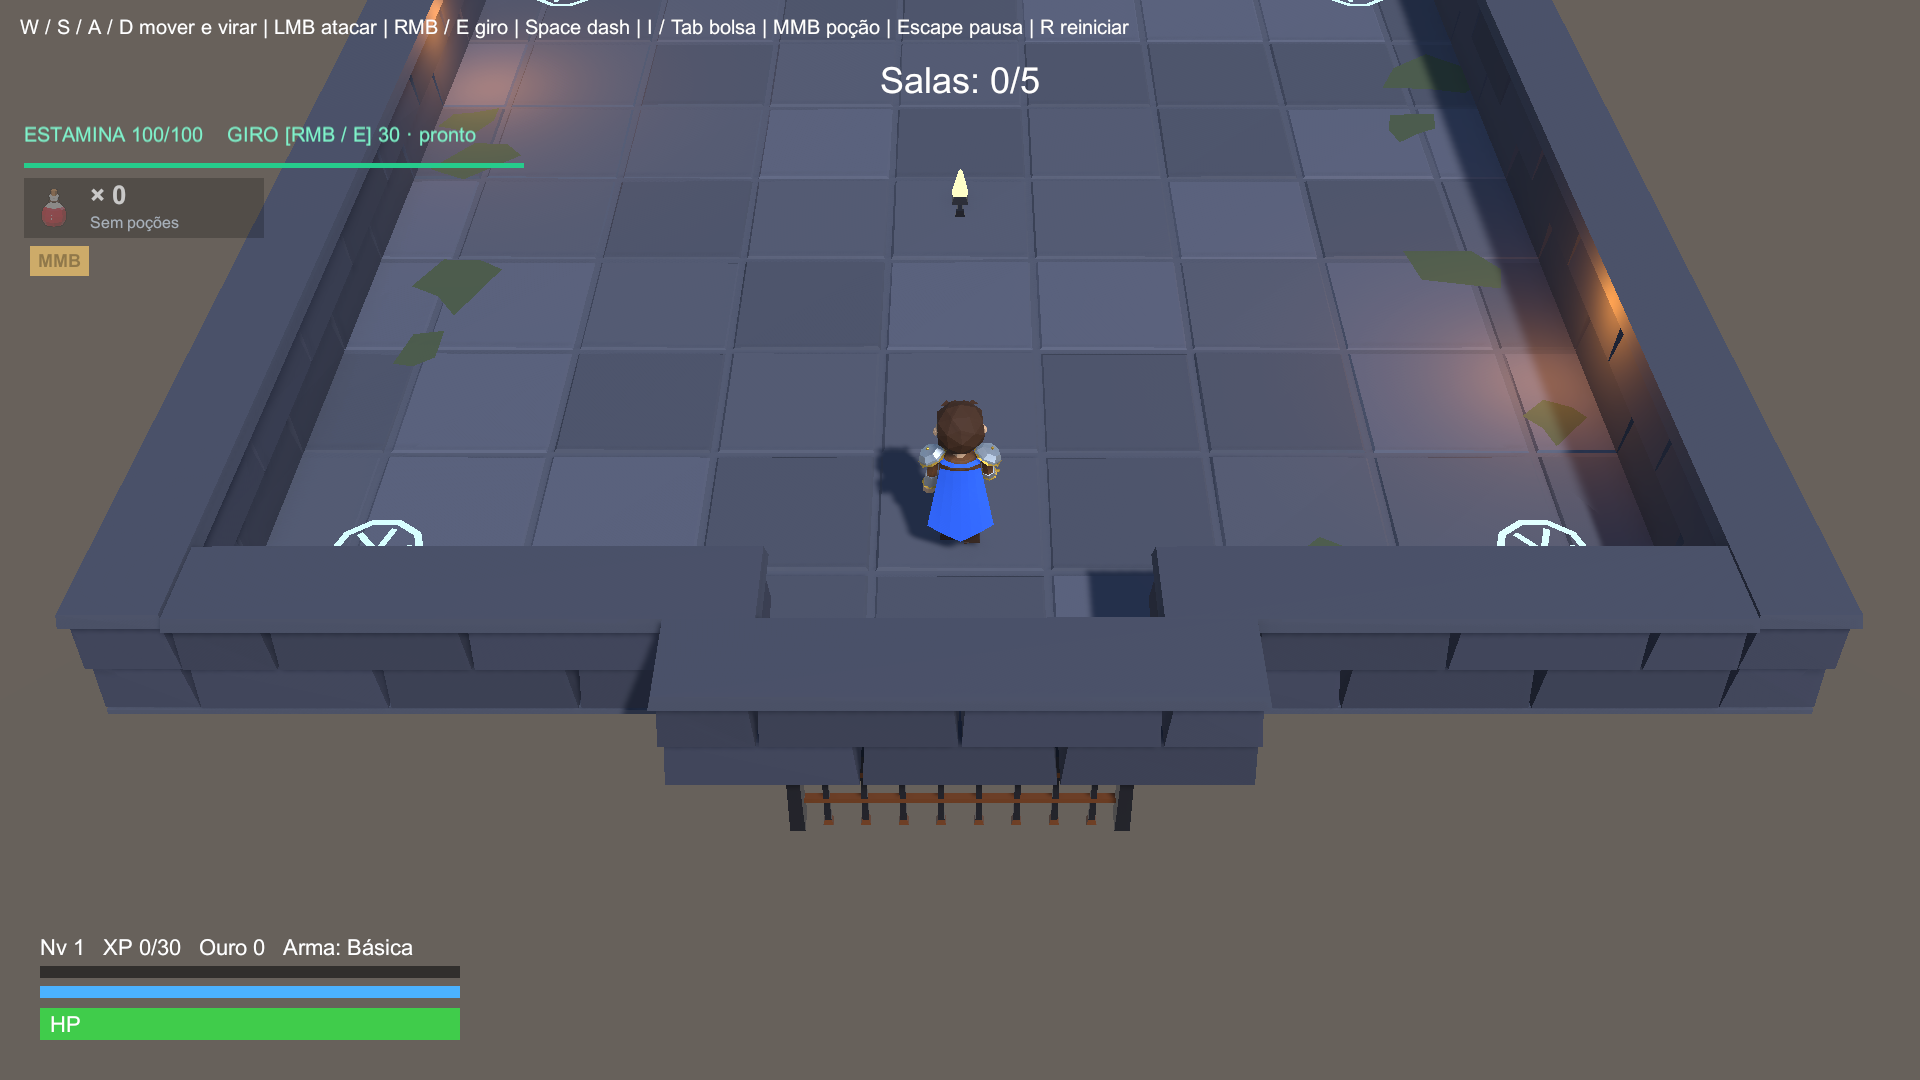 W / S / A / D mover e virar | LMB atacar | RMB / E giro | Space dash | I / Tab bolsa | MMB poção | Escape pausa | R reiniciar
Salas: 0/5
ESTAMINA 100/100 GIRO [RMB / E] 30 · pronto
× 0
Sem poções
MMB
Nv 1 XP 0/30 Ouro 0 Arma: Básica
HP